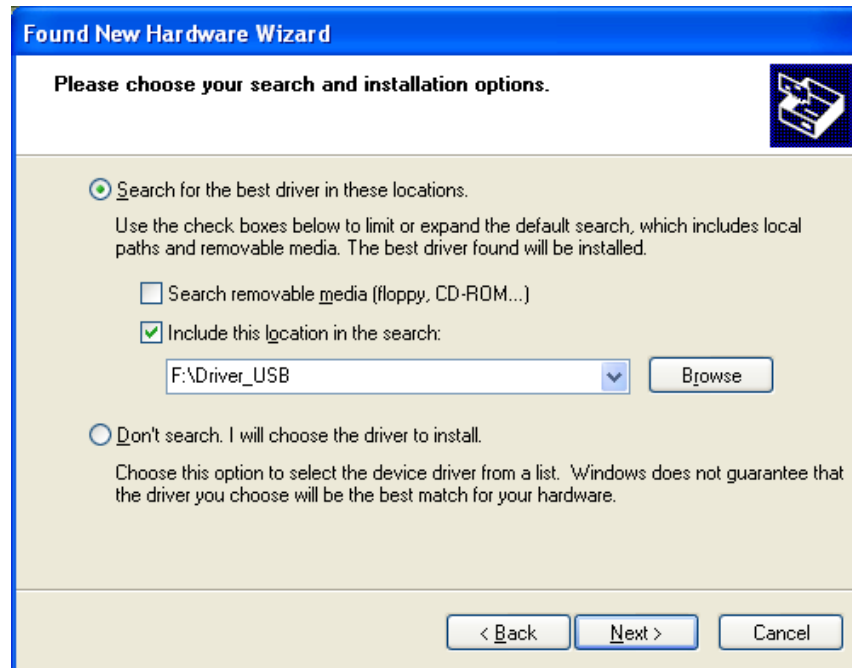 Found New Hardware Wizard
Please choose your search and installation options.
Search for the best driver in these locations.
Use the check boxes below to limit or expand the default search, which includes local
paths and removable media. The best driver found will be installed.
Search removable media (floppy, CD-ROM...)
Include this location in the search:
F:\Driver_USB
Browse
Don't search. I will choose the driver to install.
Choose this option to select the device driver from a list. Windows does not guarantee that
the driver you choose will be the best match for your hardware.
< Back
Next >
Cancel